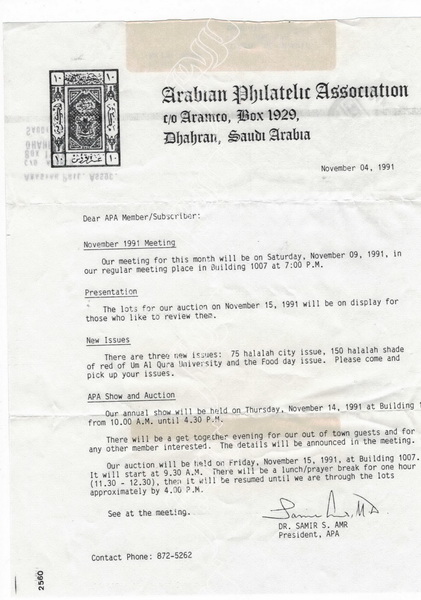 Arabian Philatelic Association
c/o Aramco, Box 1929,
Dhahran, Saudi Arabia
November 04, 1991
Dear APA Member/Subscriber:
November 1991 Meeting
Our meeting for this month will be on Saturday, November 09, 1991, in
our regular meeting place in Building 1007 at 7:00 P.M.
Presentation
The lots for our auction on November 15, 1991 will be on display for
those who like to review them.
New Issues
There are three new issues: 75 halalah city issue, 150 halalah shade
of red of Um Al Qura University and the Food day issue. Please come and
pick up your issues.
APA Show and Auction
Our annual show will be held on Thursday, November 14, 1991 at Building 1
from 10.00 A.M. until 4.30 P.M.
There will be a get together evening for our out of town guests and for
any other member interested. The details will be announced in the meeting.
Our auction will be held on Friday, November 15, 1991, at Building 1007.
It will start at 9.30 A.M. There will be a lunch/prayer break for one hour
(11.30 - 12.30), then it will be resumed until we are through the lots
approximately by 4.00 P.M.
See at the meeting.
DR. SAMIR S. AMR
President, APA
Contact Phone: 872-5262
2560